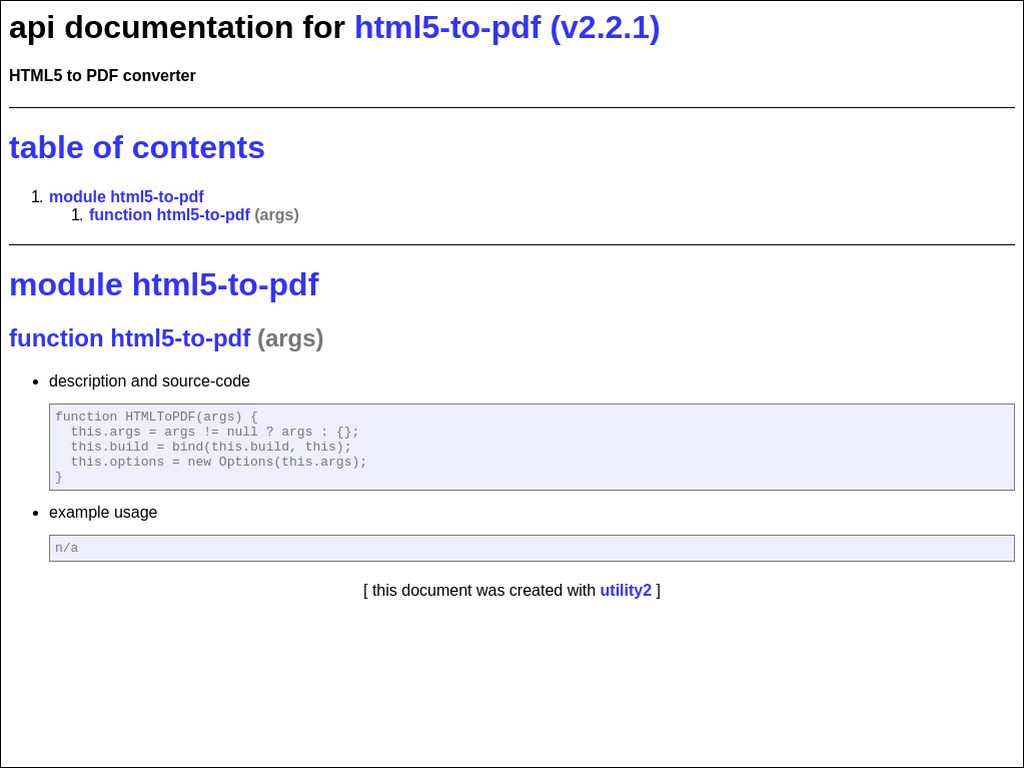 api documentation for html5-to-pdf (v2.2.1)
HTML5 to PDF converter
table of contents
1. module html5-to-pdf
1. function html5-to-pdf (args)
module html5-to-pdf
function html5-to-pdf (args)
• description and source-code
function HTMLToPDF(args) {
  this.args = args != null ? args : {};
  this.build = bind(this.build, this);
  this.options = new Options(this.args);
}
• example usage
n/a
[ this document was created with utility2 ]